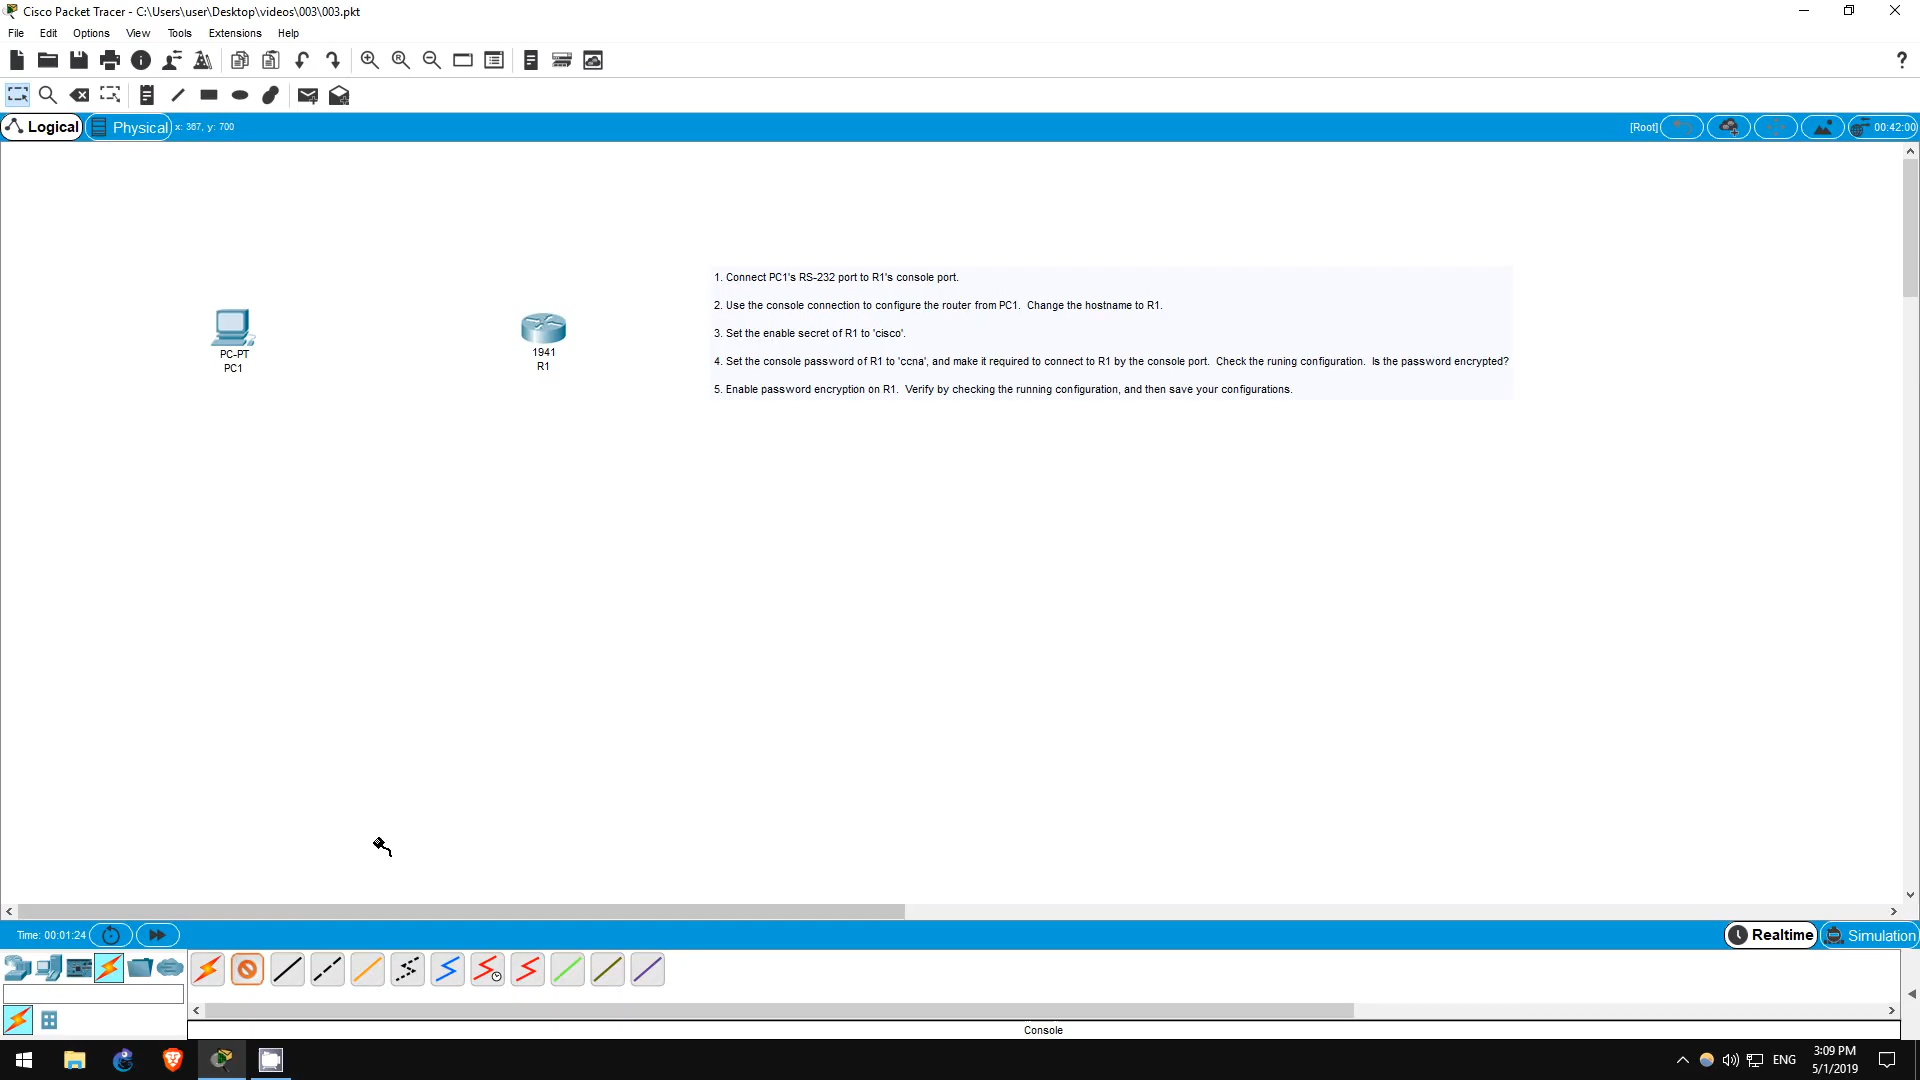 Cisco Packet Tracer - C:\Users\user\Desktop\videos\003\003.pkt
File Edit Options View Tools Extensions Help
?
Logical Physical x: 367, y: 700 [Root] 00:42:00
1. Connect PC1's RS-232 port to R1's console port.
2. Use the console connection to configure the router from PC1. Change the hostname to R1.
3. Set the enable secret of R1 to 'cisco'.
4. Set the console password of R1 to 'ccna', and make it required to connect to R1 by the console port. Check the runing configuration. Is the password encrypted?
5. Enable password encryption on R1. Verify by checking the running configuration, and then save your configurations.
PC-PT
PC1
1941
R1
Time: 00:01:24 Realtime Simulation
Console
ENG
3:09 PM
5/1/2019